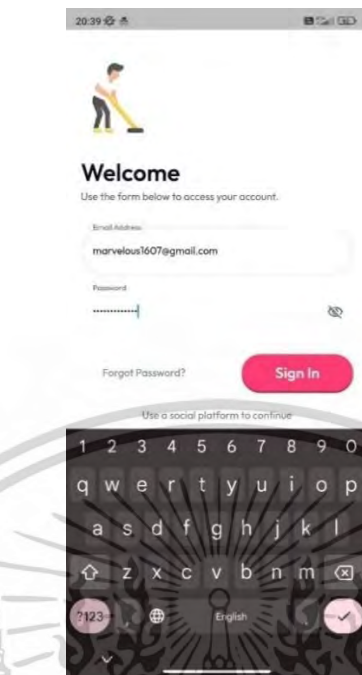 20:39
Welcome
Use the form below to access your account.
Email Address
marvelous1607@gmail.com
Password
Forgot Password?
Sign In
Use a social platform to continue
1 2 3 4 5 6 7 8 9 0
q w e r t y u i o p
a s d f g h j k l
z x c v b n m
?123 , English .